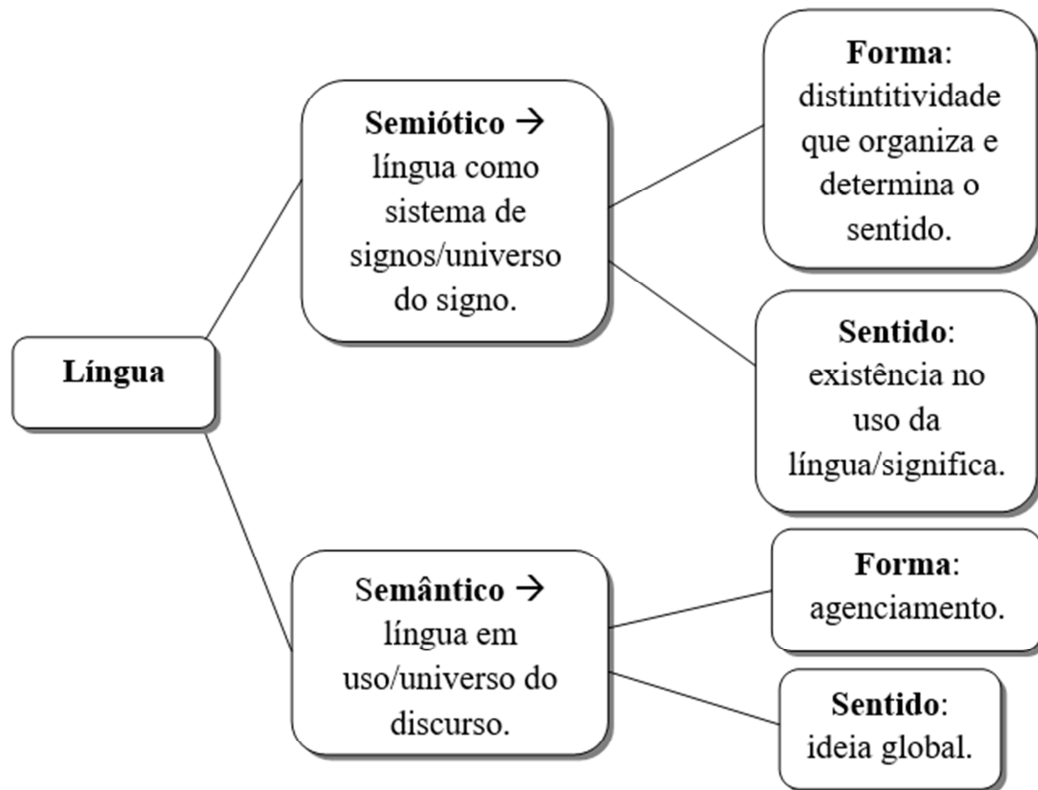 Língua
Semiótico →
língua como
sistema de
signos/universo
do signo.
Forma:
distintitividade
que organiza e
determina o
sentido.
Sentido:
existência no
uso da
língua/significa.
Semântico →
língua em
uso/universo do
discurso.
Forma:
agenciamento.
Sentido:
ideia global.